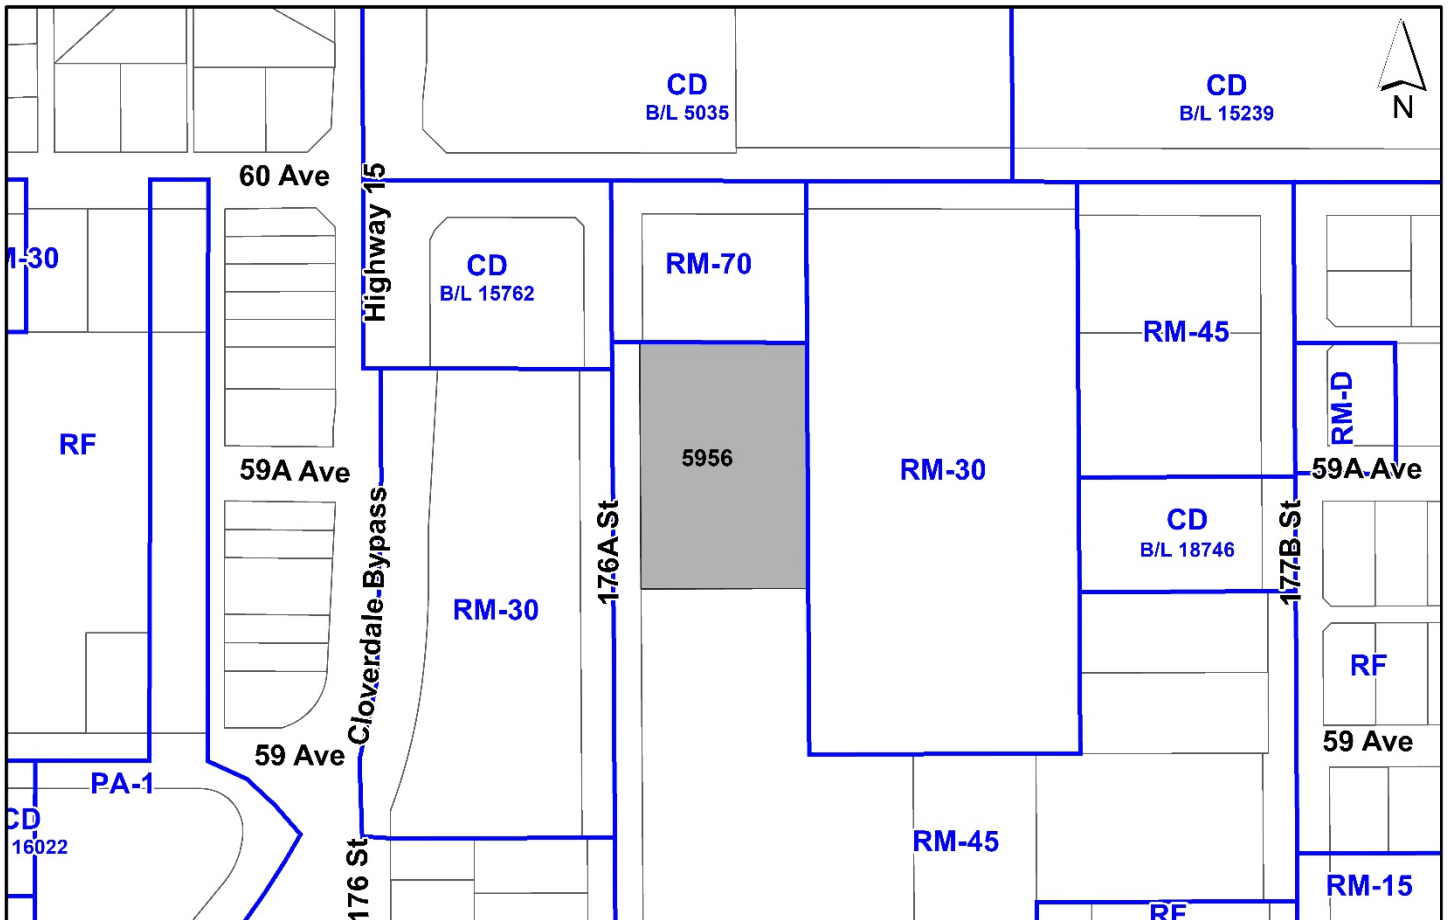 CD
B/L 5035
CD
B/L 15239
N
60 Ave
Highway 15
M-30
CD
B/L 15762
RM-70
RM-45
RM-D
RF
59A Ave
5956
RM-30
59A Ave
176A St
CD
B/L 18746
177B St
Cloverdale Bypass
RM-30
RF
59 Ave
59 Ave
PA-1
CD
16022
176 St
RM-45
RM-15
RF